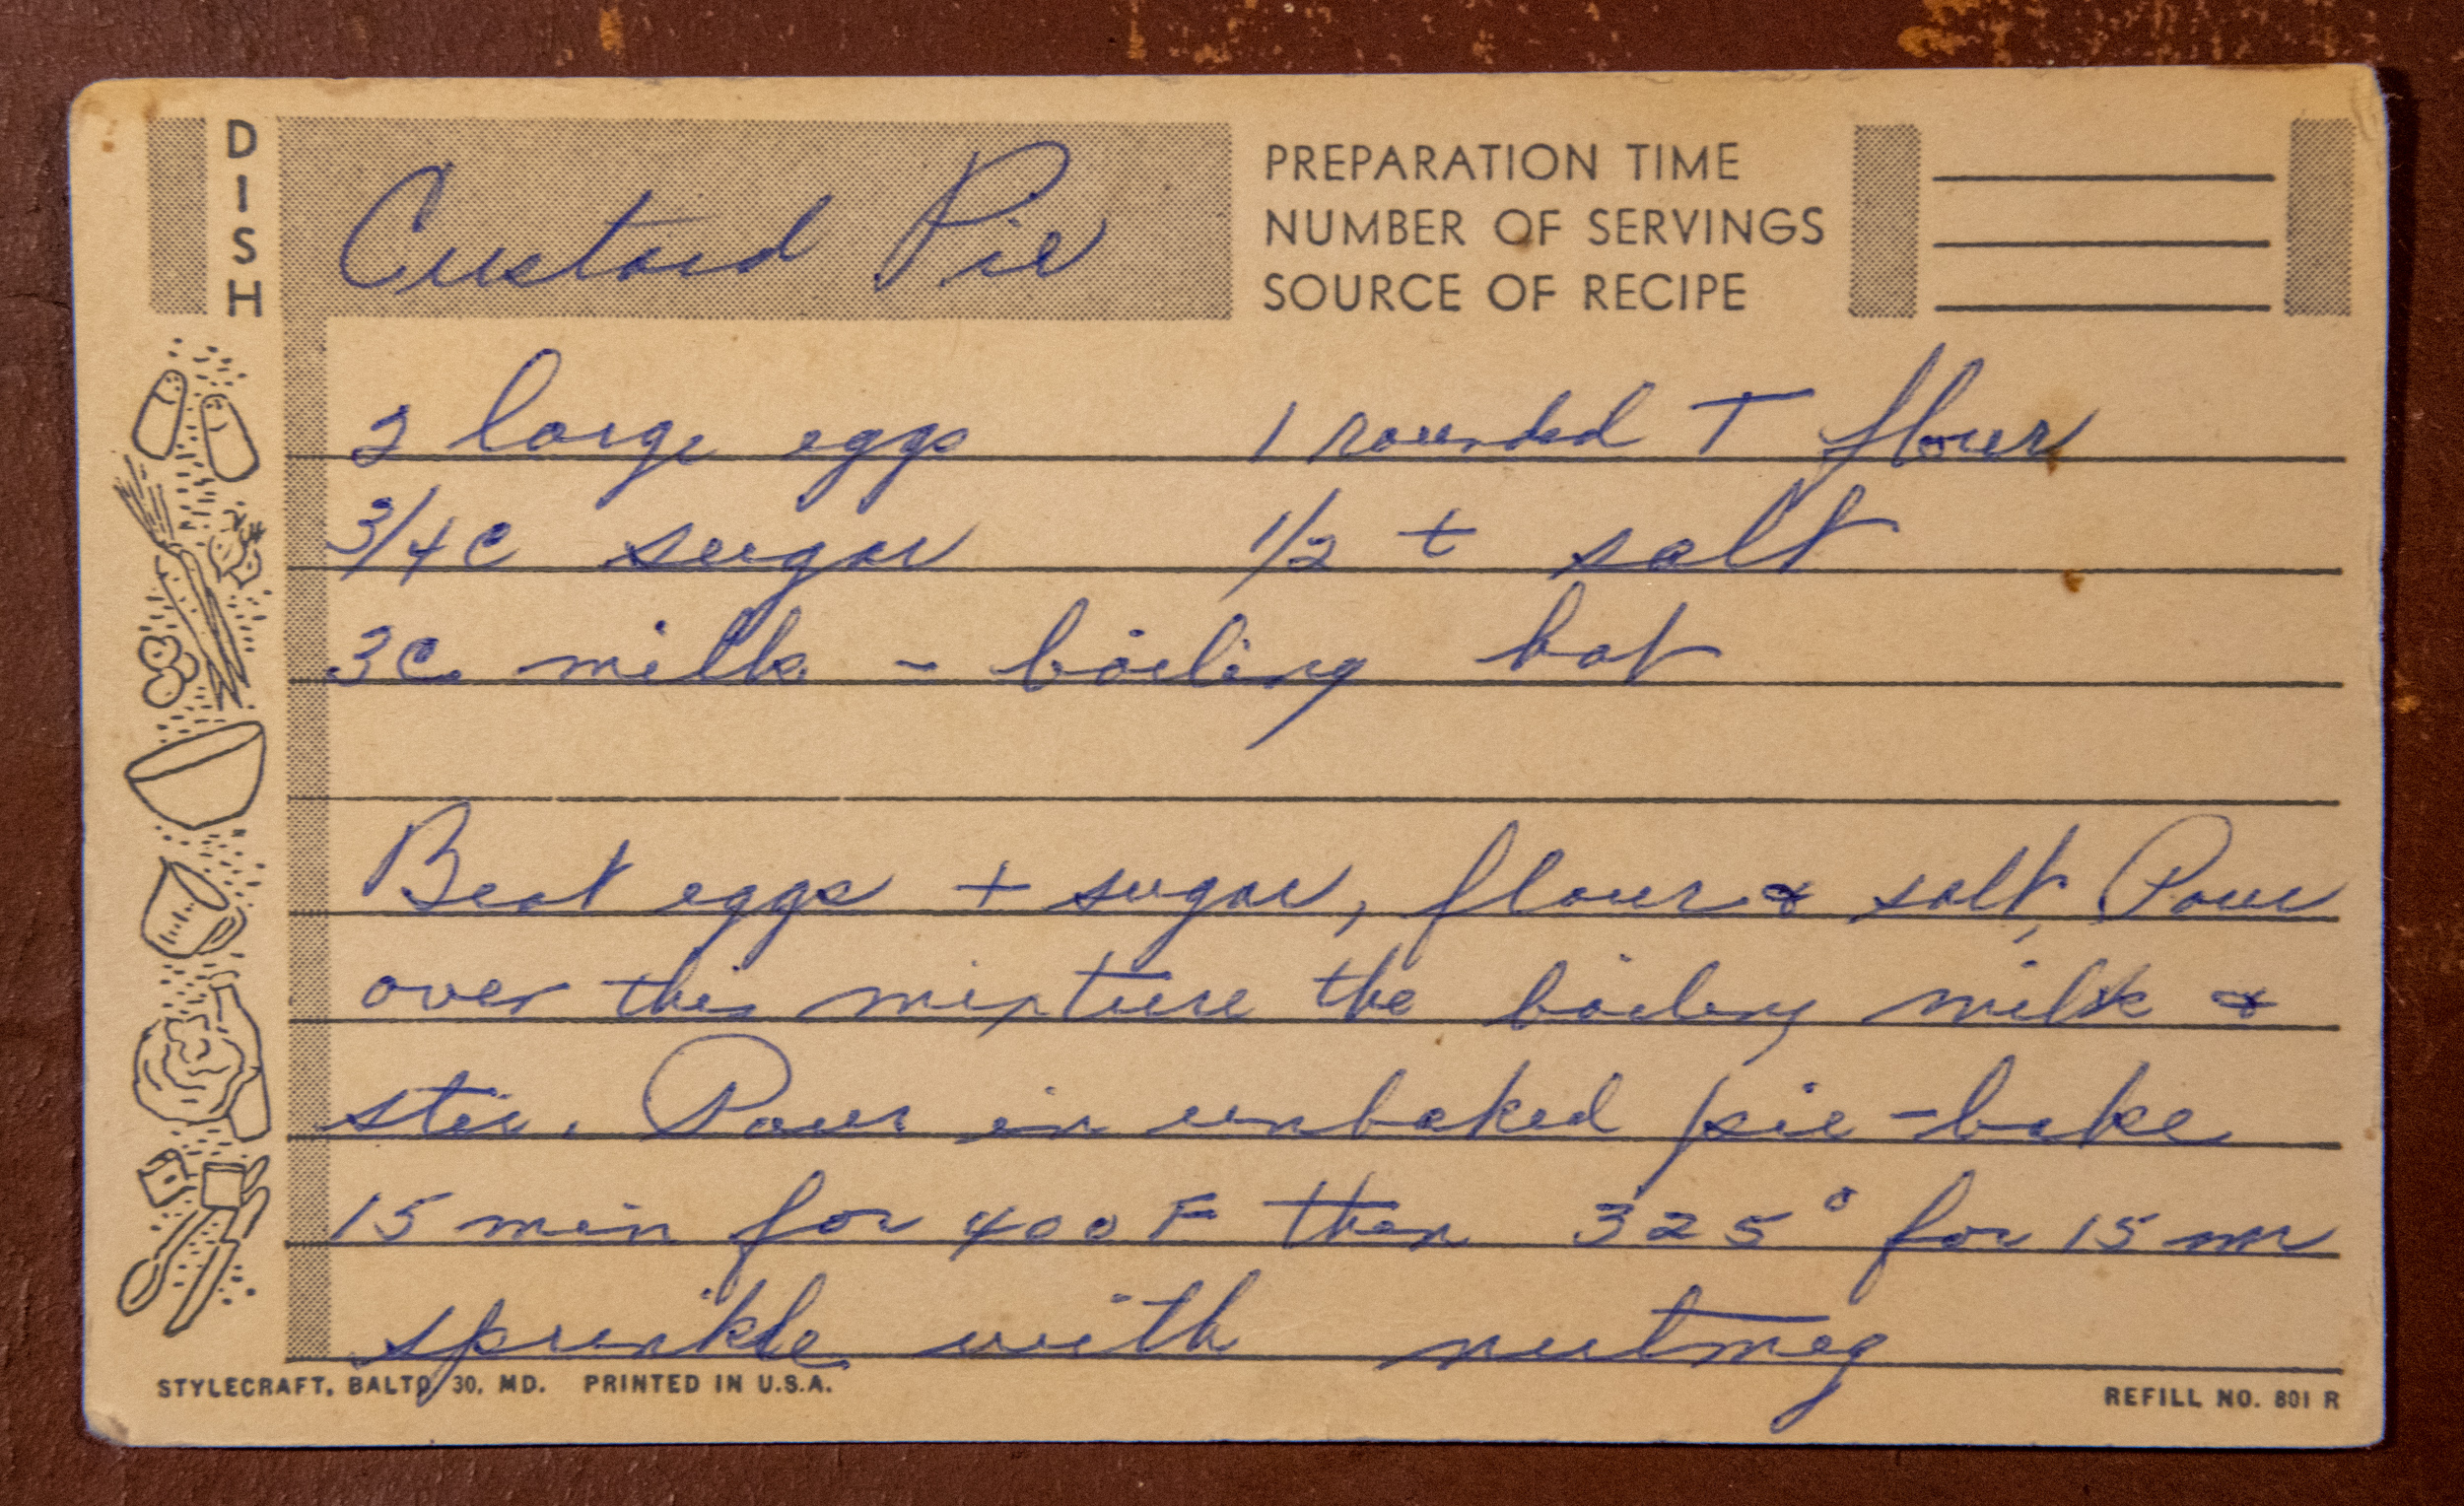 DISH
Custard Pie
PREPARATION TIME
NUMBER OF SERVINGS
SOURCE OF RECIPE
2 large eggs 1 rounded T flour
3/4 C sugar 1/2 t salt
3C. milk - boiling hot
Beat eggs + sugar, flour & salt, Pour
over this mixture the boiling milk &
stir. Pour in unbaked pie - bake
15 min for 400 F then 325° for 15 min
sprinkle with nutmeg
STYLECRAFT, BALTO 30, MD. PRINTED IN U.S.A.
REFILL NO. 801 R